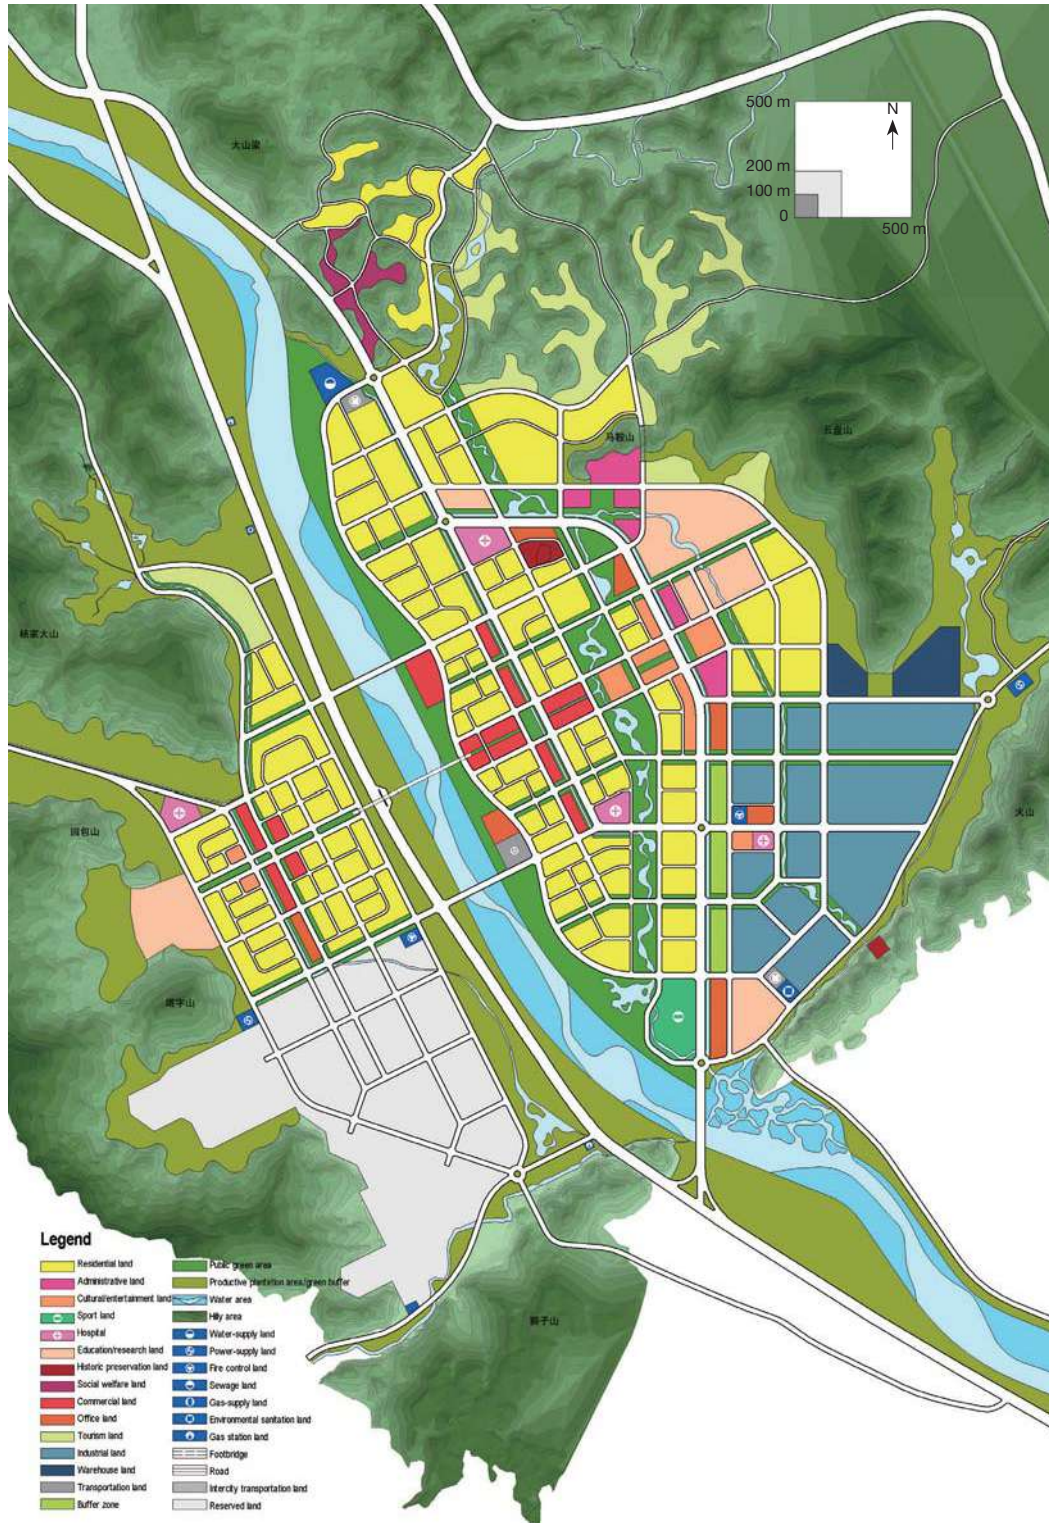 500 m
N
200 m
100 m
0
500 m
大山梁
马鞍山
五盘山
杨家大山
回包山
火山
狮子山
Legend
Residential land
Administrative land
Cultural/entertainment land
Sport land
Hospital
Education/research land
Historic preservation land
Social welfare land
Commercial land
Office land
Tourism land
Industrial land
Warehouse land
Transportation land
Buffer zone
Public green area
Productive plantation area/green buffer
Water area
Hilly area
Water-supply land
Power-supply land
Fire control land
Sewage land
Gas-supply land
Environmental sanitation land
Gas station land
Footbridge
Road
Intercity transportation land
Reserved land